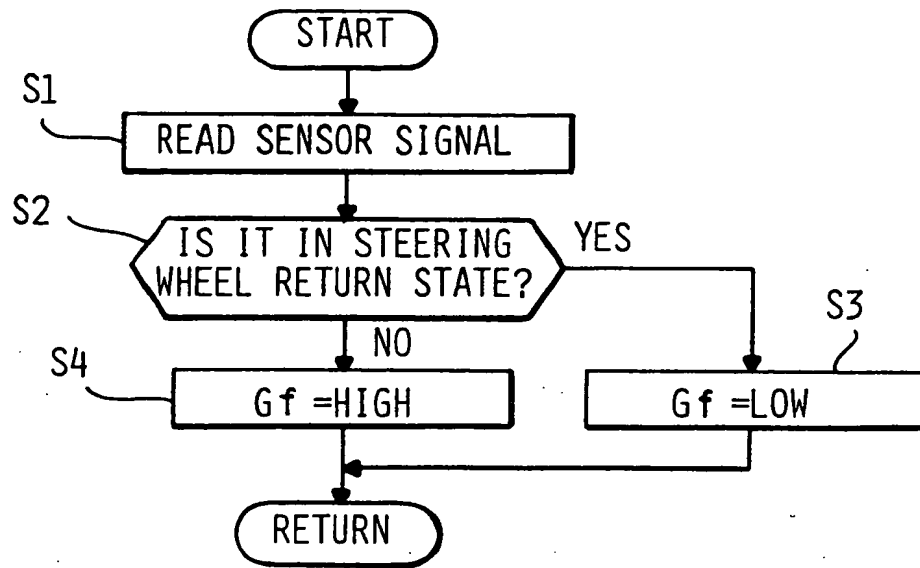 START
S1
READ SENSOR SIGNAL
S2
IS IT IN STEERING
WHEEL RETURN STATE?
YES
NO
S3
S4
Gf =HIGH
Gf =LOW
RETURN